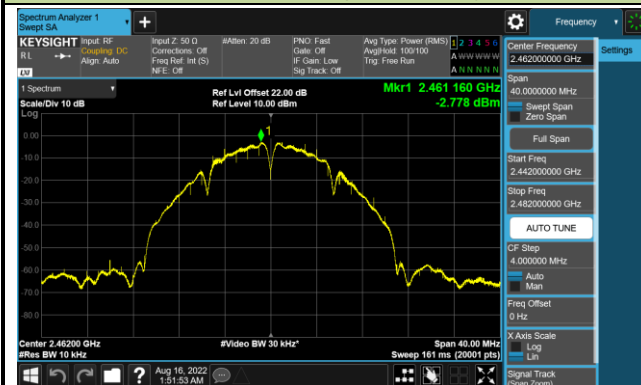 Spectrum Analyzer 1
Swept SA
+
Frequency
KEYSIGHT
RL
LXI
Input: RF
Coupling: DC
Align: Auto
Input Z: 50 Ω
Corrections: Off
Freq Ref: Int (S)
NFE: Off
#Atten: 20 dB
PNO: Fast
Gate: Off
IF Gain: Low
Sig Track: Off
Avg Type: Power (RMS)
Avg|Hold: 100/100
Trig: Free Run
1 2 3 4 5 6
A W W W W W
A N N N N N
1 Spectrum
Scale/Div 10 dB
Log
Ref Lvl Offset 22.00 dB
Ref Level 10.00 dBm
Mkr1 2.461 160 GHz
-2.778 dBm
1
0.00
-10.0
-20.0
-30.0
-40.0
-50.0
-60.0
-70.0
-80.0
Center 2.46200 GHz
#Res BW 10 kHz
#Video BW 30 kHz*
Span 40.00 MHz
Sweep 161 ms (20001 pts)
Center Frequency
2.462000000 GHz
Settings
Span
40.0000000 MHz
Swept Span
Zero Span
Full Span
Start Freq
2.442000000 GHz
Stop Freq
2.482000000 GHz
AUTO TUNE
CF Step
4.000000 MHz
Auto
Man
Freq Offset
0 Hz
X Axis Scale
Log
Lin
Signal Track
(Span Zoom)
?
Aug 16, 2022
1:51:53 AM